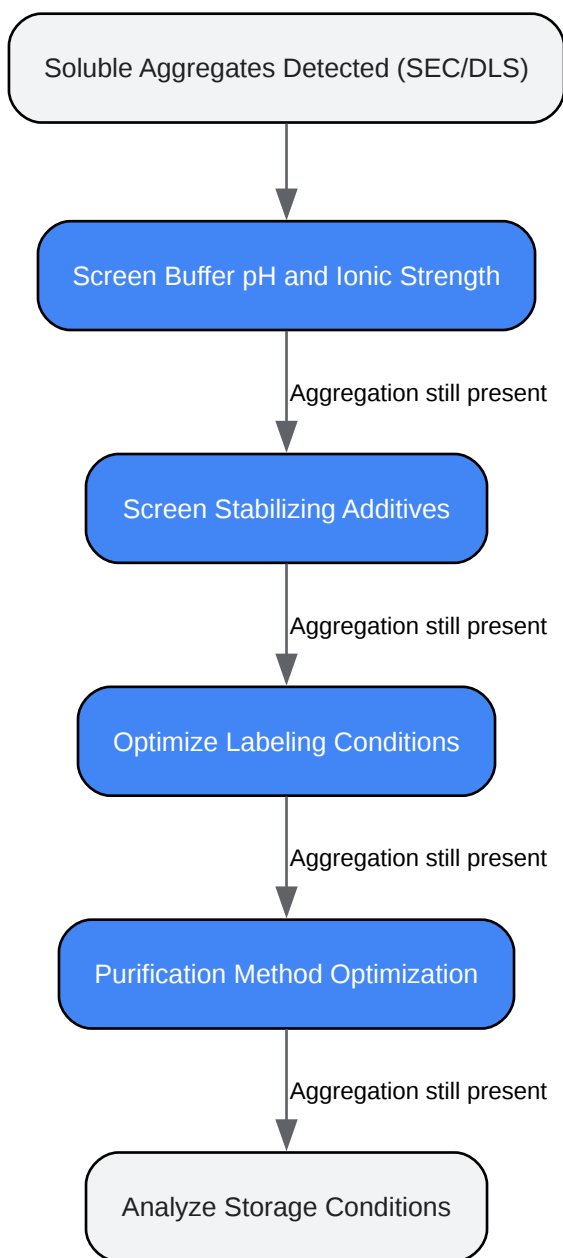 Soluble Aggregates Detected (SEC/DLS)
Screen Buffer pH and Ionic Strength
Aggregation still present
Screen Stabilizing Additives
Aggregation still present
Optimize Labeling Conditions
Aggregation still present
Purification Method Optimization
Aggregation still present
Analyze Storage Conditions